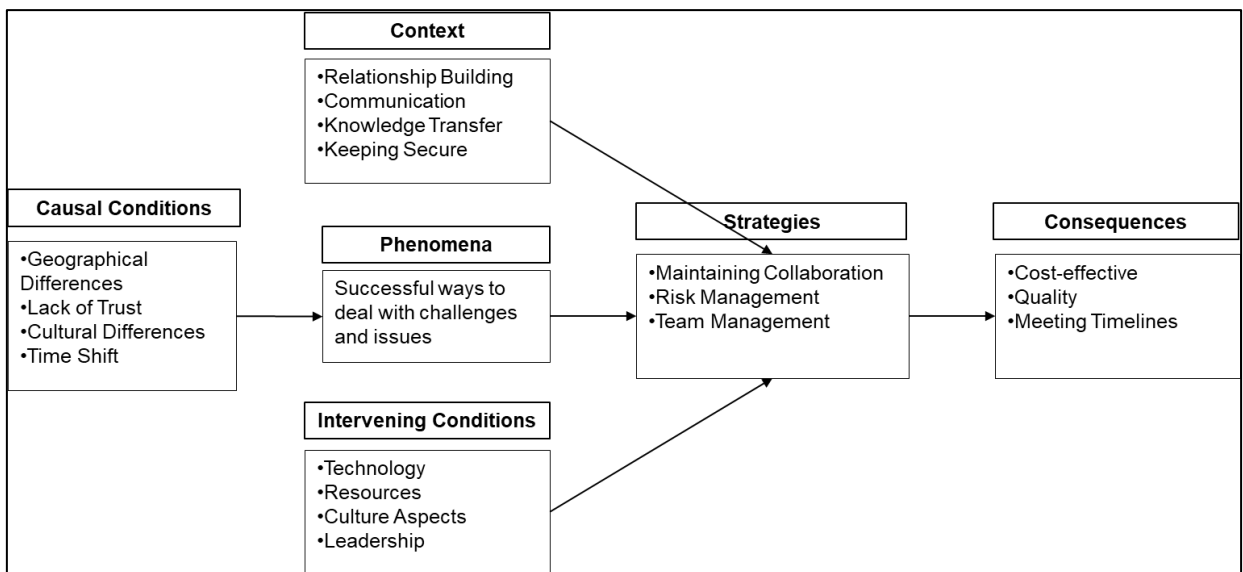 Context
•Relationship Building
•Communication
•Knowledge Transfer
•Keeping Secure
Causal Conditions
•Geographical
Differences
•Lack of Trust
•Cultural Differences
•Time Shift
Phenomena
Successful ways to
deal with challenges
and issues
Intervening Conditions
•Technology
•Resources
•Culture Aspects
•Leadership
Strategies
•Maintaining Collaboration
•Risk Management
•Team Management
Consequences
•Cost-effective
•Quality
•Meeting Timelines